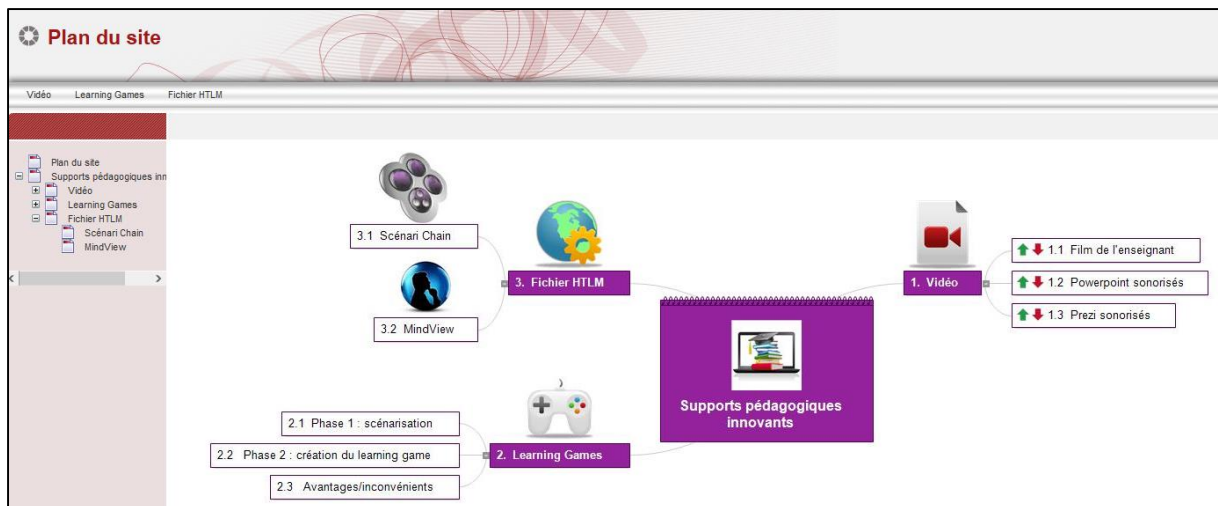 Plan du site
Vidéo Learning Games Fichier HTLM
Plan du site
Supports pédagogiques inn
Vidéo
Learning Games
Fichier HTLM
Scénari Chain
MindView
3.1 Scénari Chain
3. Fichier HTLM
3.2 MindView
1. Vidéo
1.1 Film de l'enseignant
1.2 Powerpoint sonorisés
1.3 Prezi sonorisés
Supports pédagogiques
innovants
2. Learning Games
2.1 Phase 1 : scénarisation
2.2 Phase 2 : création du learning game
2.3 Avantages/inconvénients